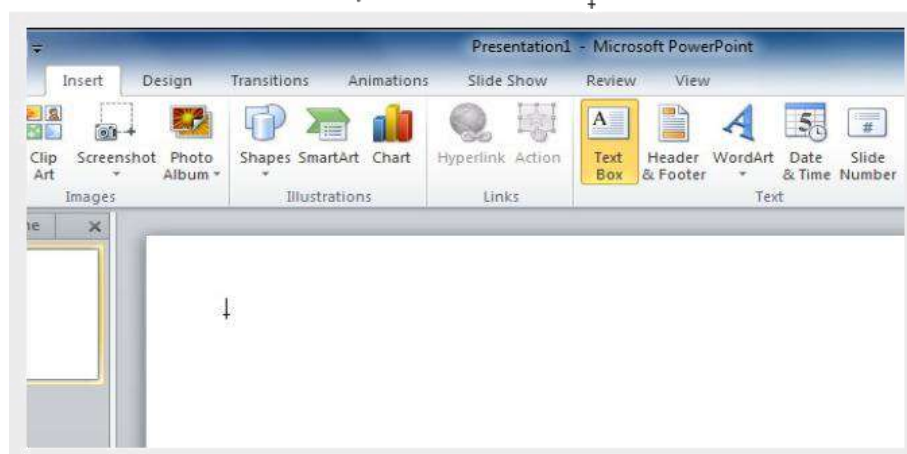 Presentation1 - Microsoft PowerPoint
Insert Design Transitions Animations Slide Show Review View
Clip Art Screenshot Photo Album Shapes SmartArt Chart Hyperlink Action A Text Box Header & Footer A WordArt 5 Date & Time # Slide Number
Images Illustrations Links Text